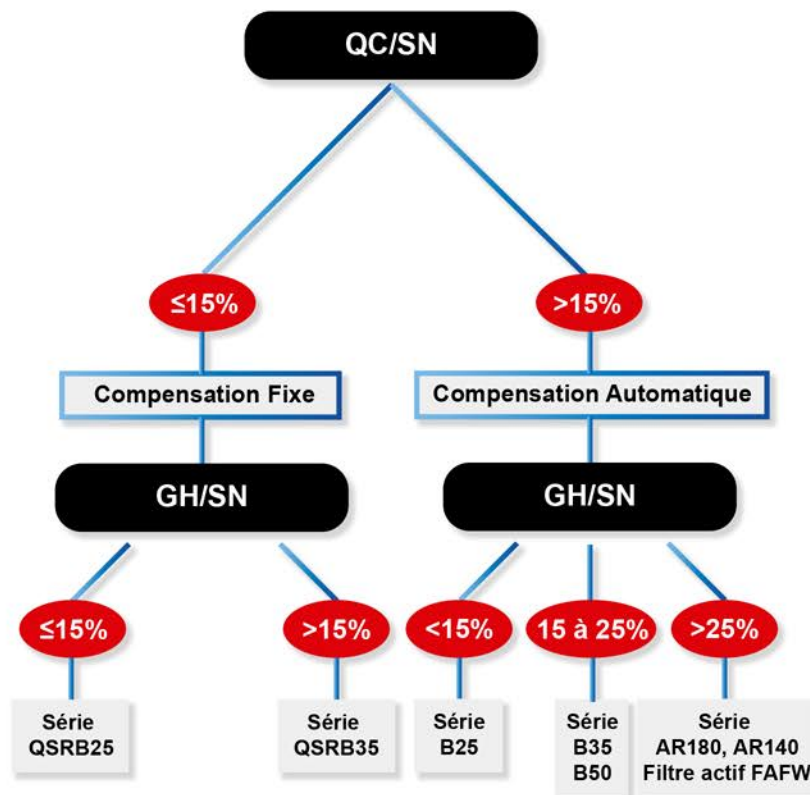 QC/SN
≤15%
>15%
Compensation Fixe
Compensation Automatique
GH/SN
GH/SN
≤15%
>15%
<15%
15 à 25%
>25%
Série
QSRB25
Série
QSRB35
Série
B25
Série
B35
B50
Série
AR180, AR140
Filtre actif FAFW